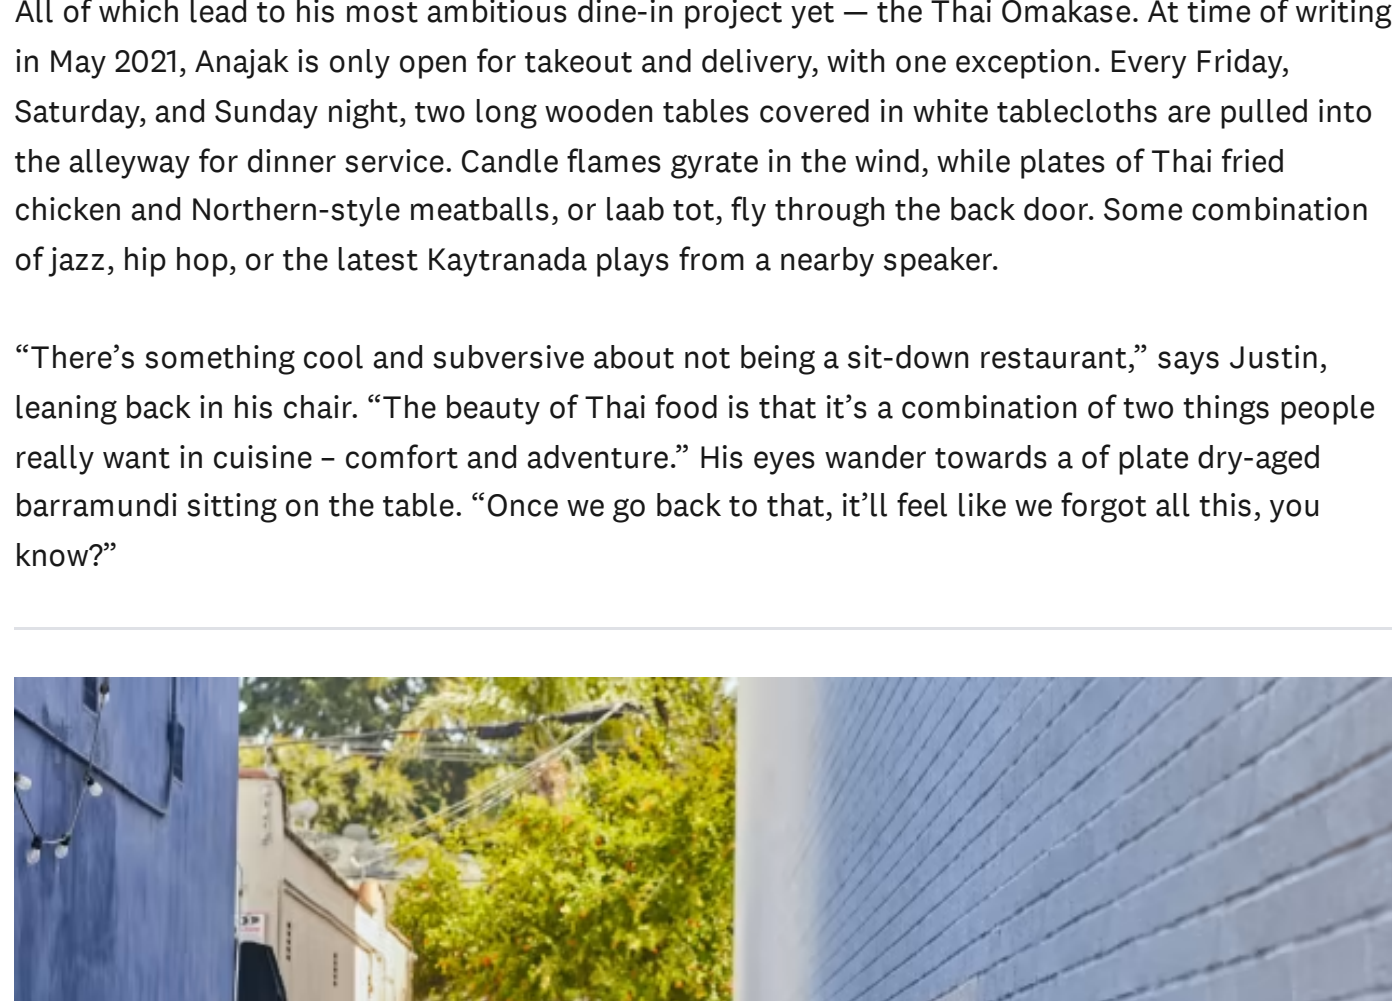 All of which lead to his most ambitious dine-in project yet — the Thai Omakase. At time of writing
in May 2021, Anajak is only open for takeout and delivery, with one exception. Every Friday,
Saturday, and Sunday night, two long wooden tables covered in white tablecloths are pulled into
the alleyway for dinner service. Candle flames gyrate in the wind, while plates of Thai fried
chicken and Northern-style meatballs, or laab tot, fly through the back door. Some combination
of jazz, hip hop, or the latest Kaytranada plays from a nearby speaker.
“There’s something cool and subversive about not being a sit-down restaurant,” says Justin,
leaning back in his chair. “The beauty of Thai food is that it’s a combination of two things people
really want in cuisine – comfort and adventure.” His eyes wander towards a of plate dry-aged
barramundi sitting on the table. “Once we go back to that, it’ll feel like we forgot all this, you
know?”